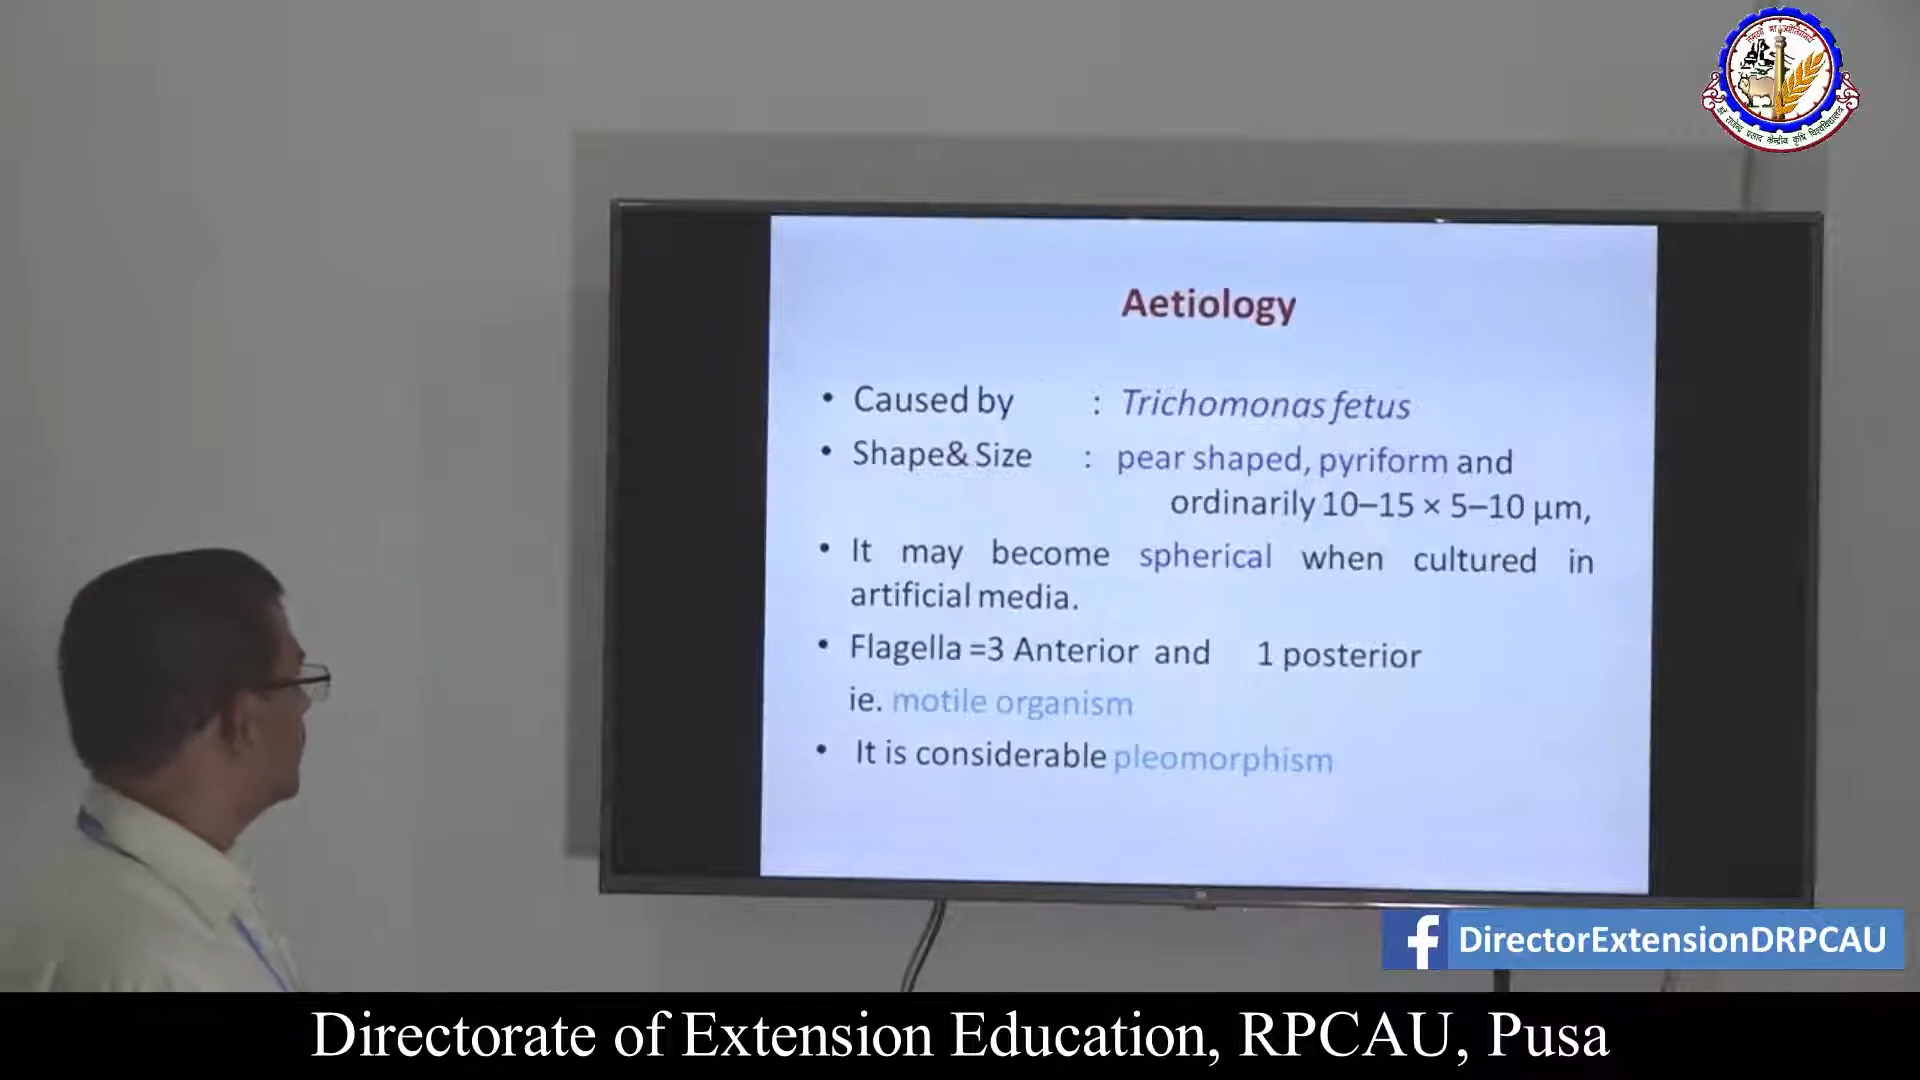 Aetiology
• Caused by : Trichomonas fetus
• Shape& Size : pear shaped, pyriform and
ordinarily 10–15 × 5–10 µm,
• It may become spherical when cultured in
artificial media.
• Flagella =3 Anterior and 1 posterior
ie. motile organism
• It is considerable pleomorphism
f DirectorExtensionDRPCAU
Directorate of Extension Education, RPCAU, Pusa